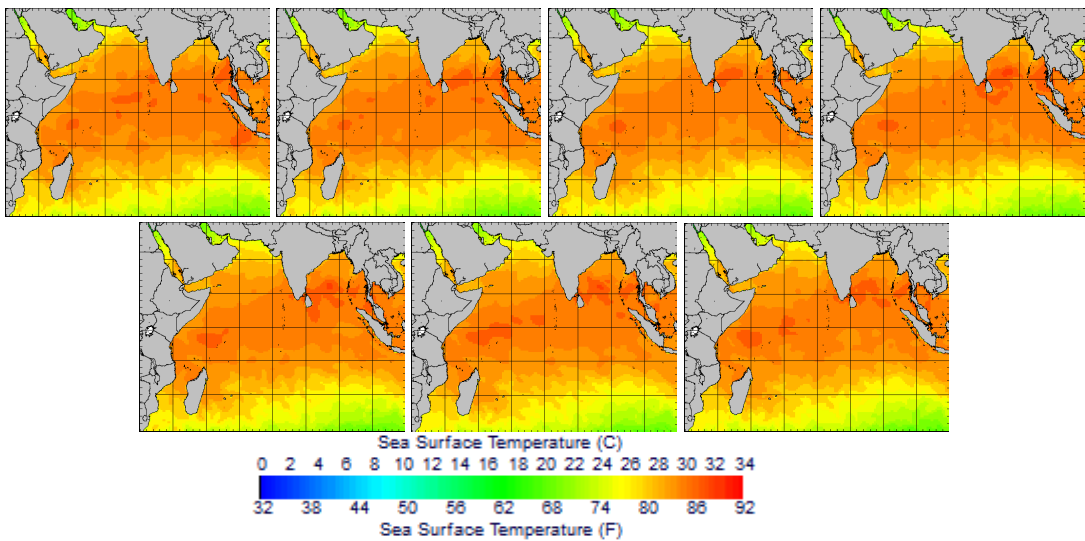 Sea Surface Temperature (C)
0 2 4 6 8 10 12 14 16 18 20 22 24 26 28 30 32 34
32 38 44 50 56 62 68 74 80 86 92
Sea Surface Temperature (F)